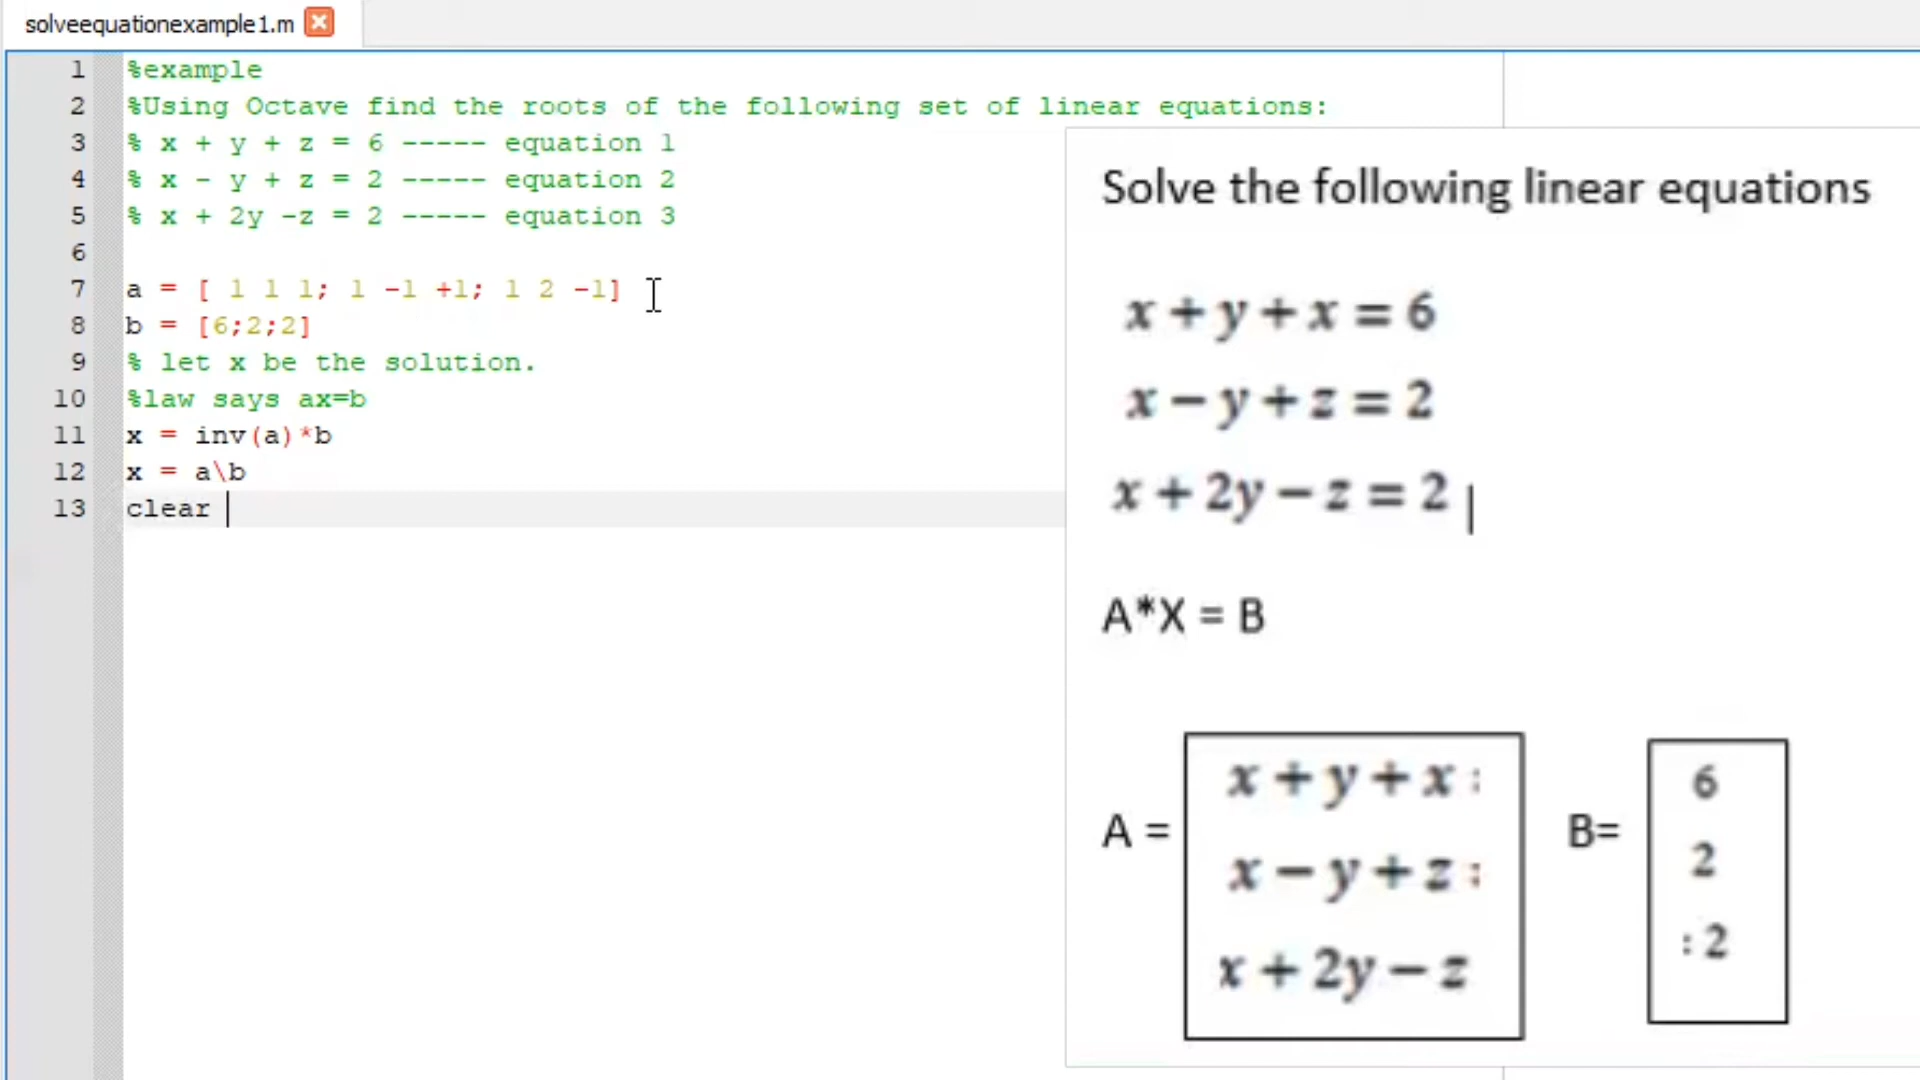 solveequationexample1.m
1 %example
2 %Using Octave find the roots of the following set of linear equations:
3 % x + y + z = 6 ----- equation 1
4 % x - y + z = 2 ----- equation 2
5 % x + 2y -z = 2 ----- equation 3
6
7 a = [ 1 1 1; 1 -1 +1; 1 2 -1]
8 b = [6;2;2]
9 % let x be the solution.
10 %law says ax=b
11 x = inv(a)*b
12 x = a\b
13 clear
Solve the following linear equations
x + y + x = 6
x − y + z = 2
x + 2y − z = 2
A*X = B
A =
x + y + x :
x − y + z :
x + 2y − z
B=
6
2
: 2